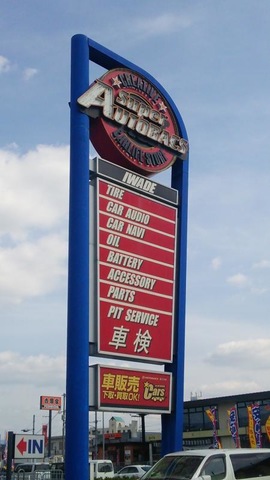 CREATIVE
SUPER
AUTOBACS
IWADE
TIRE
CAR AUDIO
CAR NAVI
OIL
BATTERY
ACCESSORY
PARTS
PIT SERVICE
車検
車販売
下取・買取OK!
Cars
IN